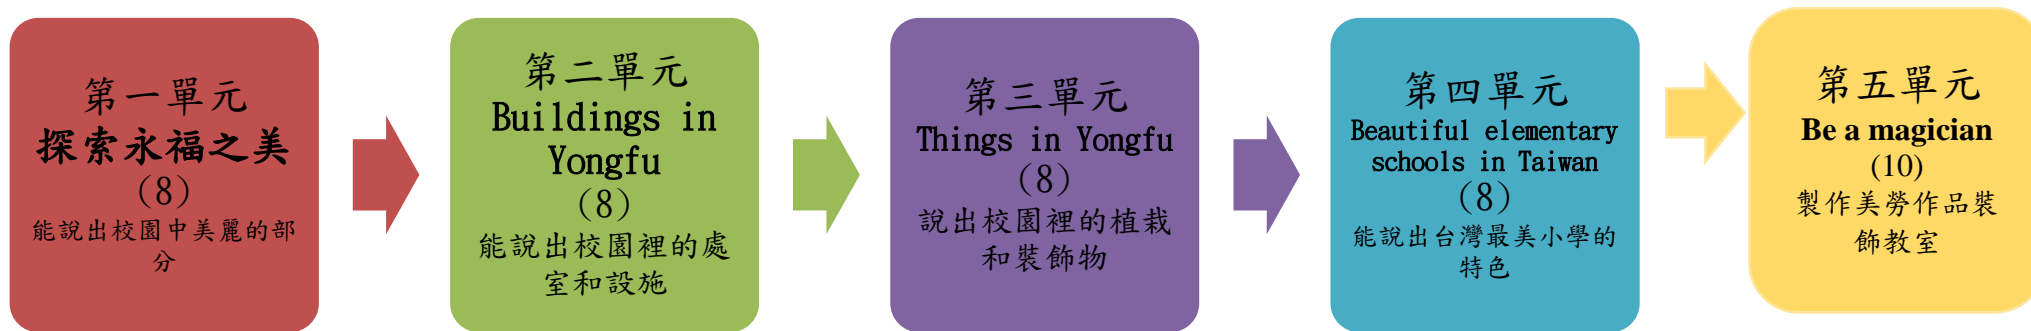 第一單元
探索永福之美
(8)
能說出校園中美麗的部
分
第二單元
Buildings in
Yongfu
(8)
能說出校園裡的處
室和設施
第三單元
Things in Yongfu
(8)
說出校園裡的植栽
和裝飾物
第四單元
Beautiful elementary
schools in Taiwan
(8)
能說出台灣最美小學的
特色
第五單元
Be a magician
(10)
製作美勞作品裝
飾教室